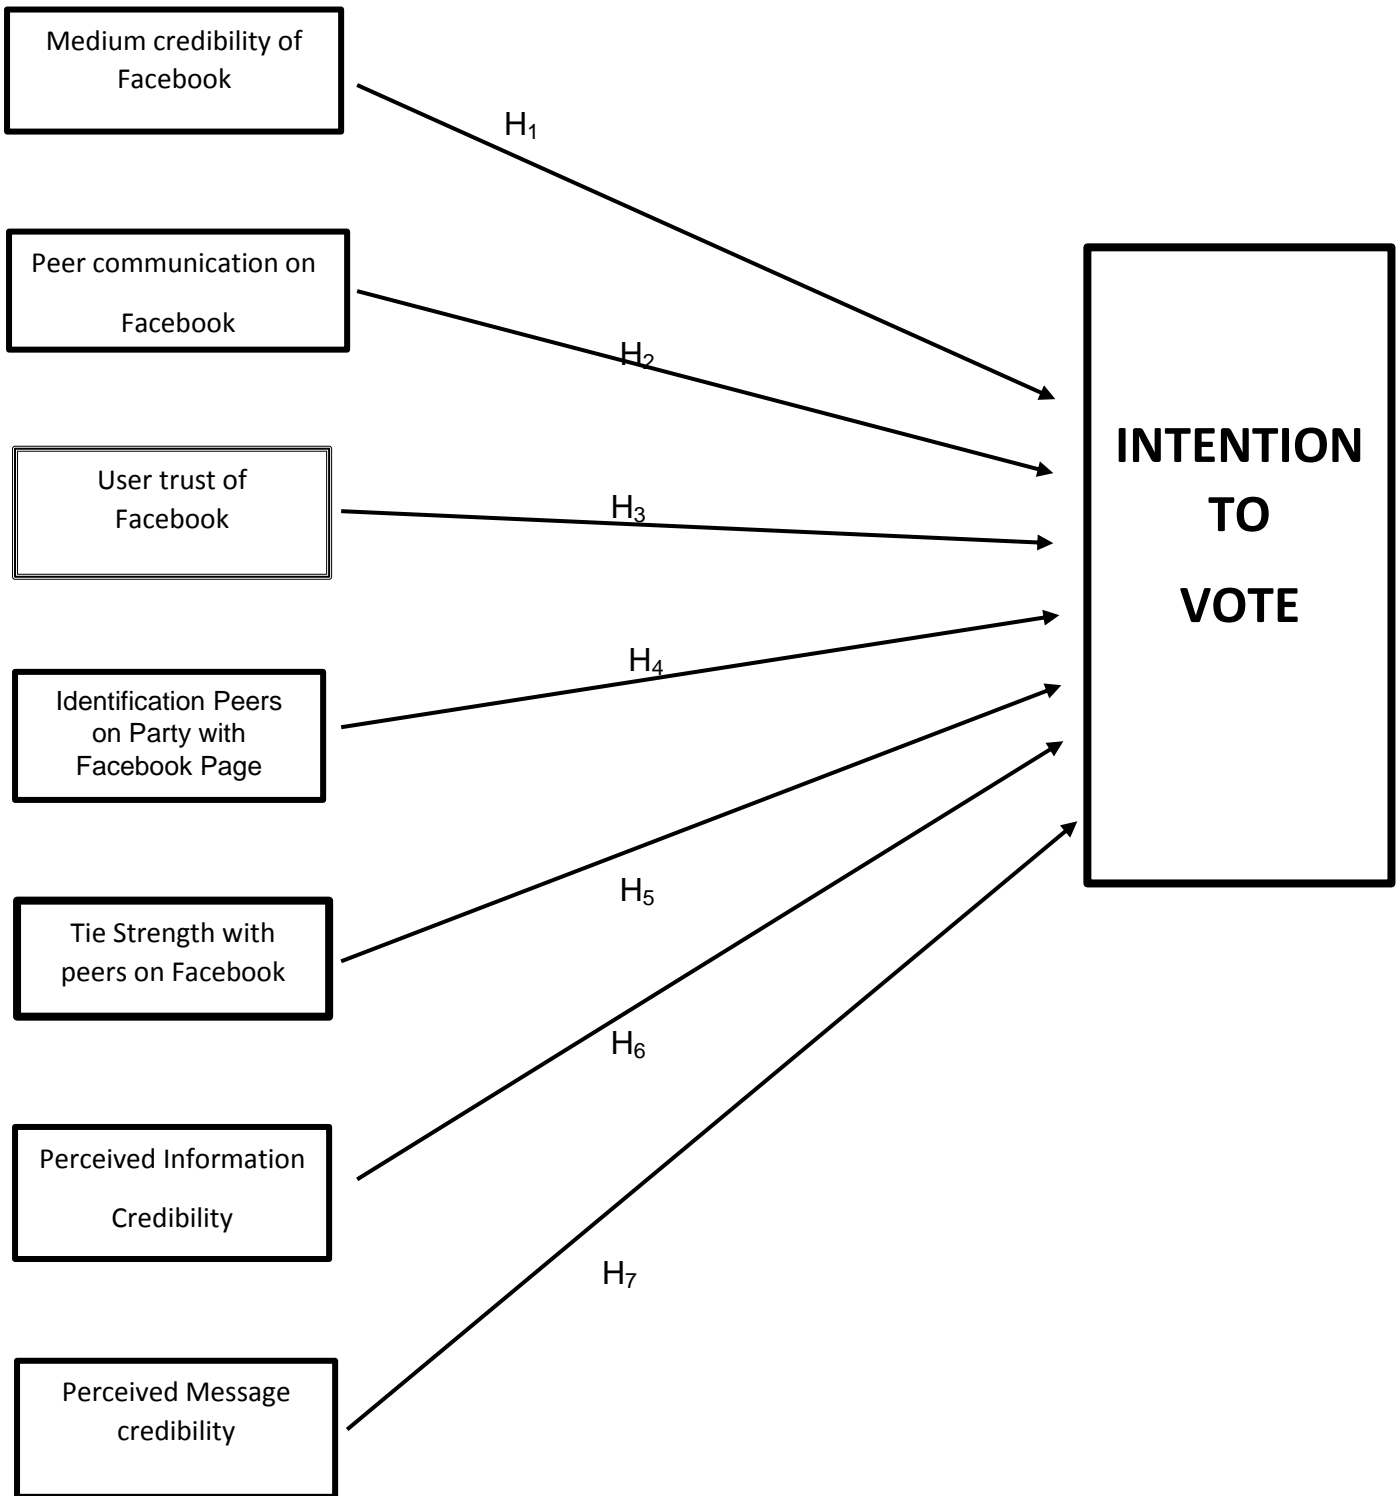 Medium credibility of
Facebook
H₁
Peer communication on
Facebook
H₂
User trust of
Facebook
H₃
Identification Peers
on Party with
Facebook Page
H₄
Tie Strength with
peers on Facebook
H₅
Perceived Information
Credibility
H₆
Perceived Message
credibility
H₇
INTENTION
TO
VOTE